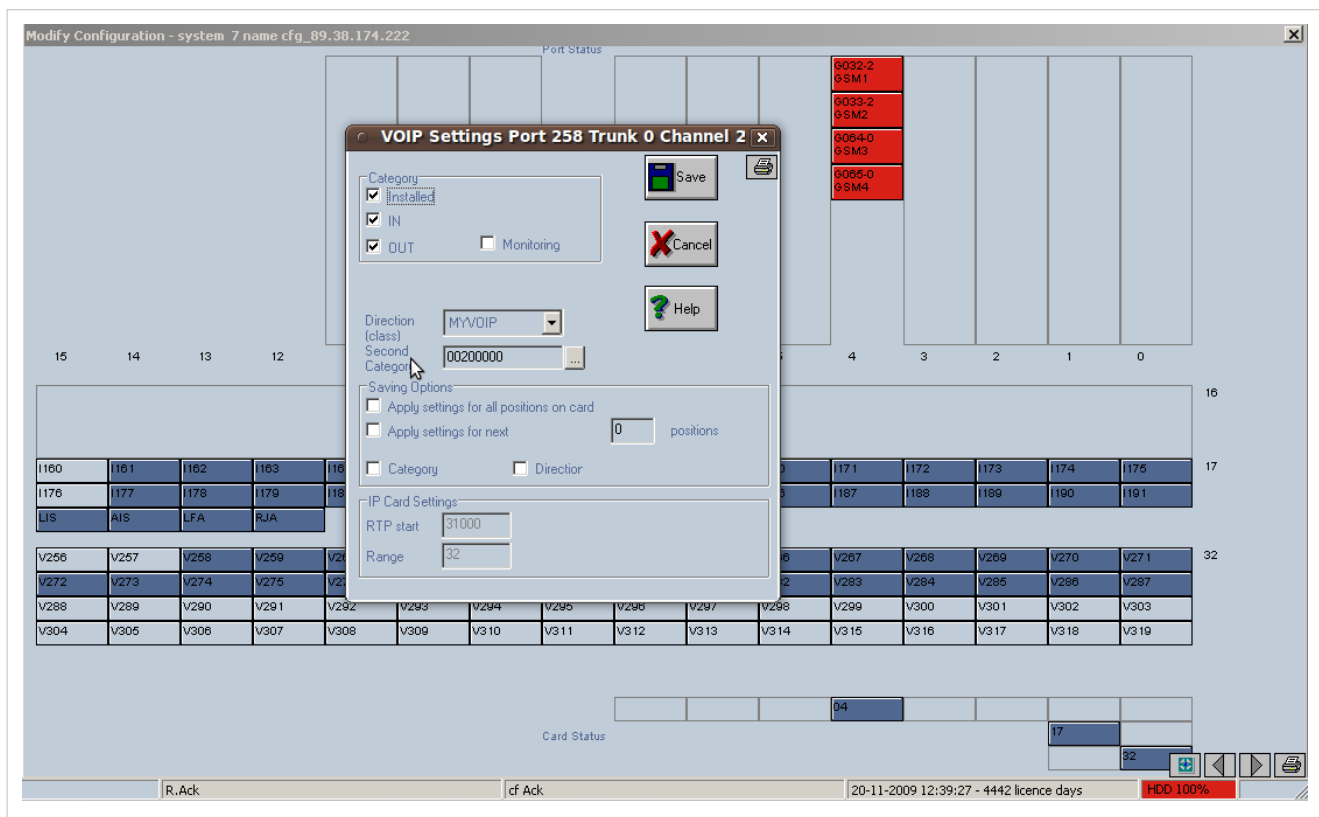 Modify Configuration - system 7 name cfg_89.38.174.222
Port Status
G032-2
GSM1
G033-2
GSM2
G064-0
GSM3
G065-0
GSM4
VOIP Settings Port 258 Trunk 0 Channel 2
Category
Installed
IN
OUT
Monitoring
Save
Cancel
Help
Direction
(class)
MYVOIP
Second
Category
00200000
...
Saving Options
Apply settings for all positions on card
Apply settings for next 0 positions
Category
Direction
IP Card Settings
RTP start 31000
Range 32
15 14 13 12 4 3 2 1 0
16
I160 I161 I162 I163 I171 I172 I173 I174 I175 17
I176 I177 I178 I179 I187 I188 I189 I190 I191
LIS AIS LFA RJA
V256 V257 V258 V259 V267 V268 V269 V270 V271 32
V272 V273 V274 V275 V283 V284 V285 V286 V287
V288 V289 V290 V291 V292 V293 V294 V295 V296 V297 V298 V299 V300 V301 V302 V303
V304 V305 V306 V307 V308 V309 V310 V311 V312 V313 V314 V315 V316 V317 V318 V319
04
Card Status
17
32
R.Ack
cf Ack
20-11-2009 12:39:27 - 4442 licence days
HDD 100%